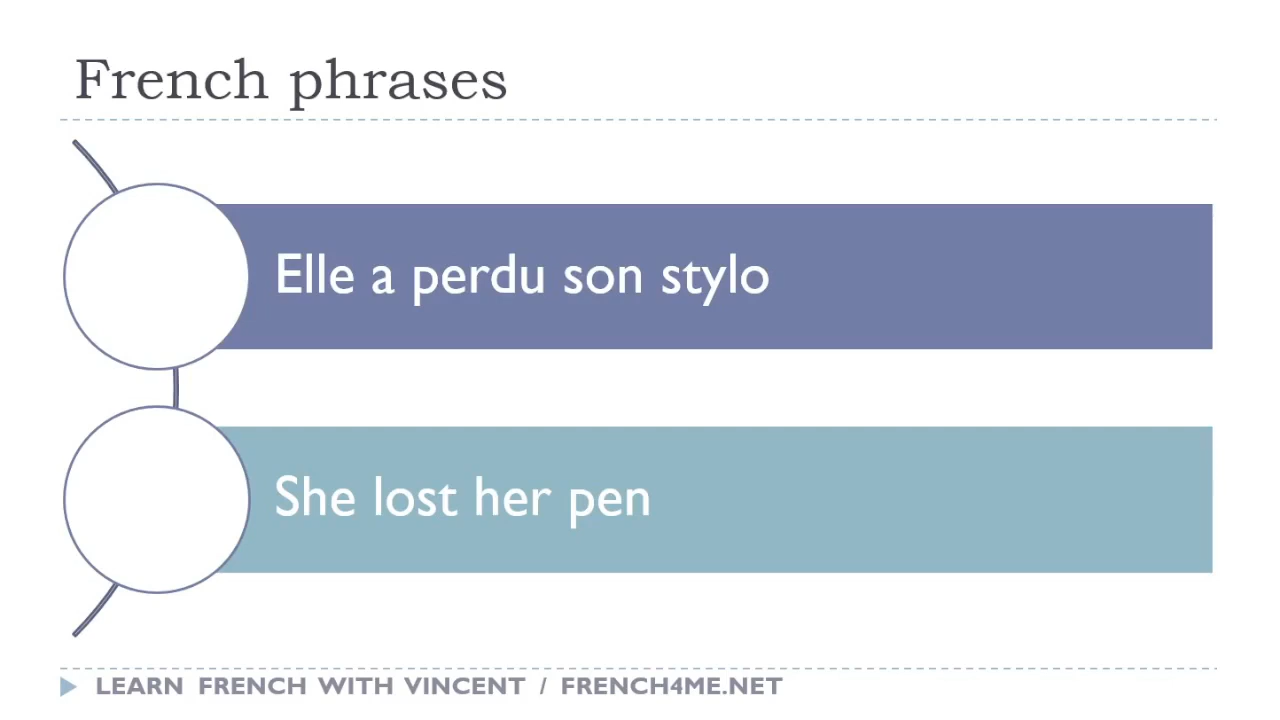 French phrases
Elle a perdu son stylo
She lost her pen
LEARN FRENCH WITH VINCENT / FRENCH4ME.NET